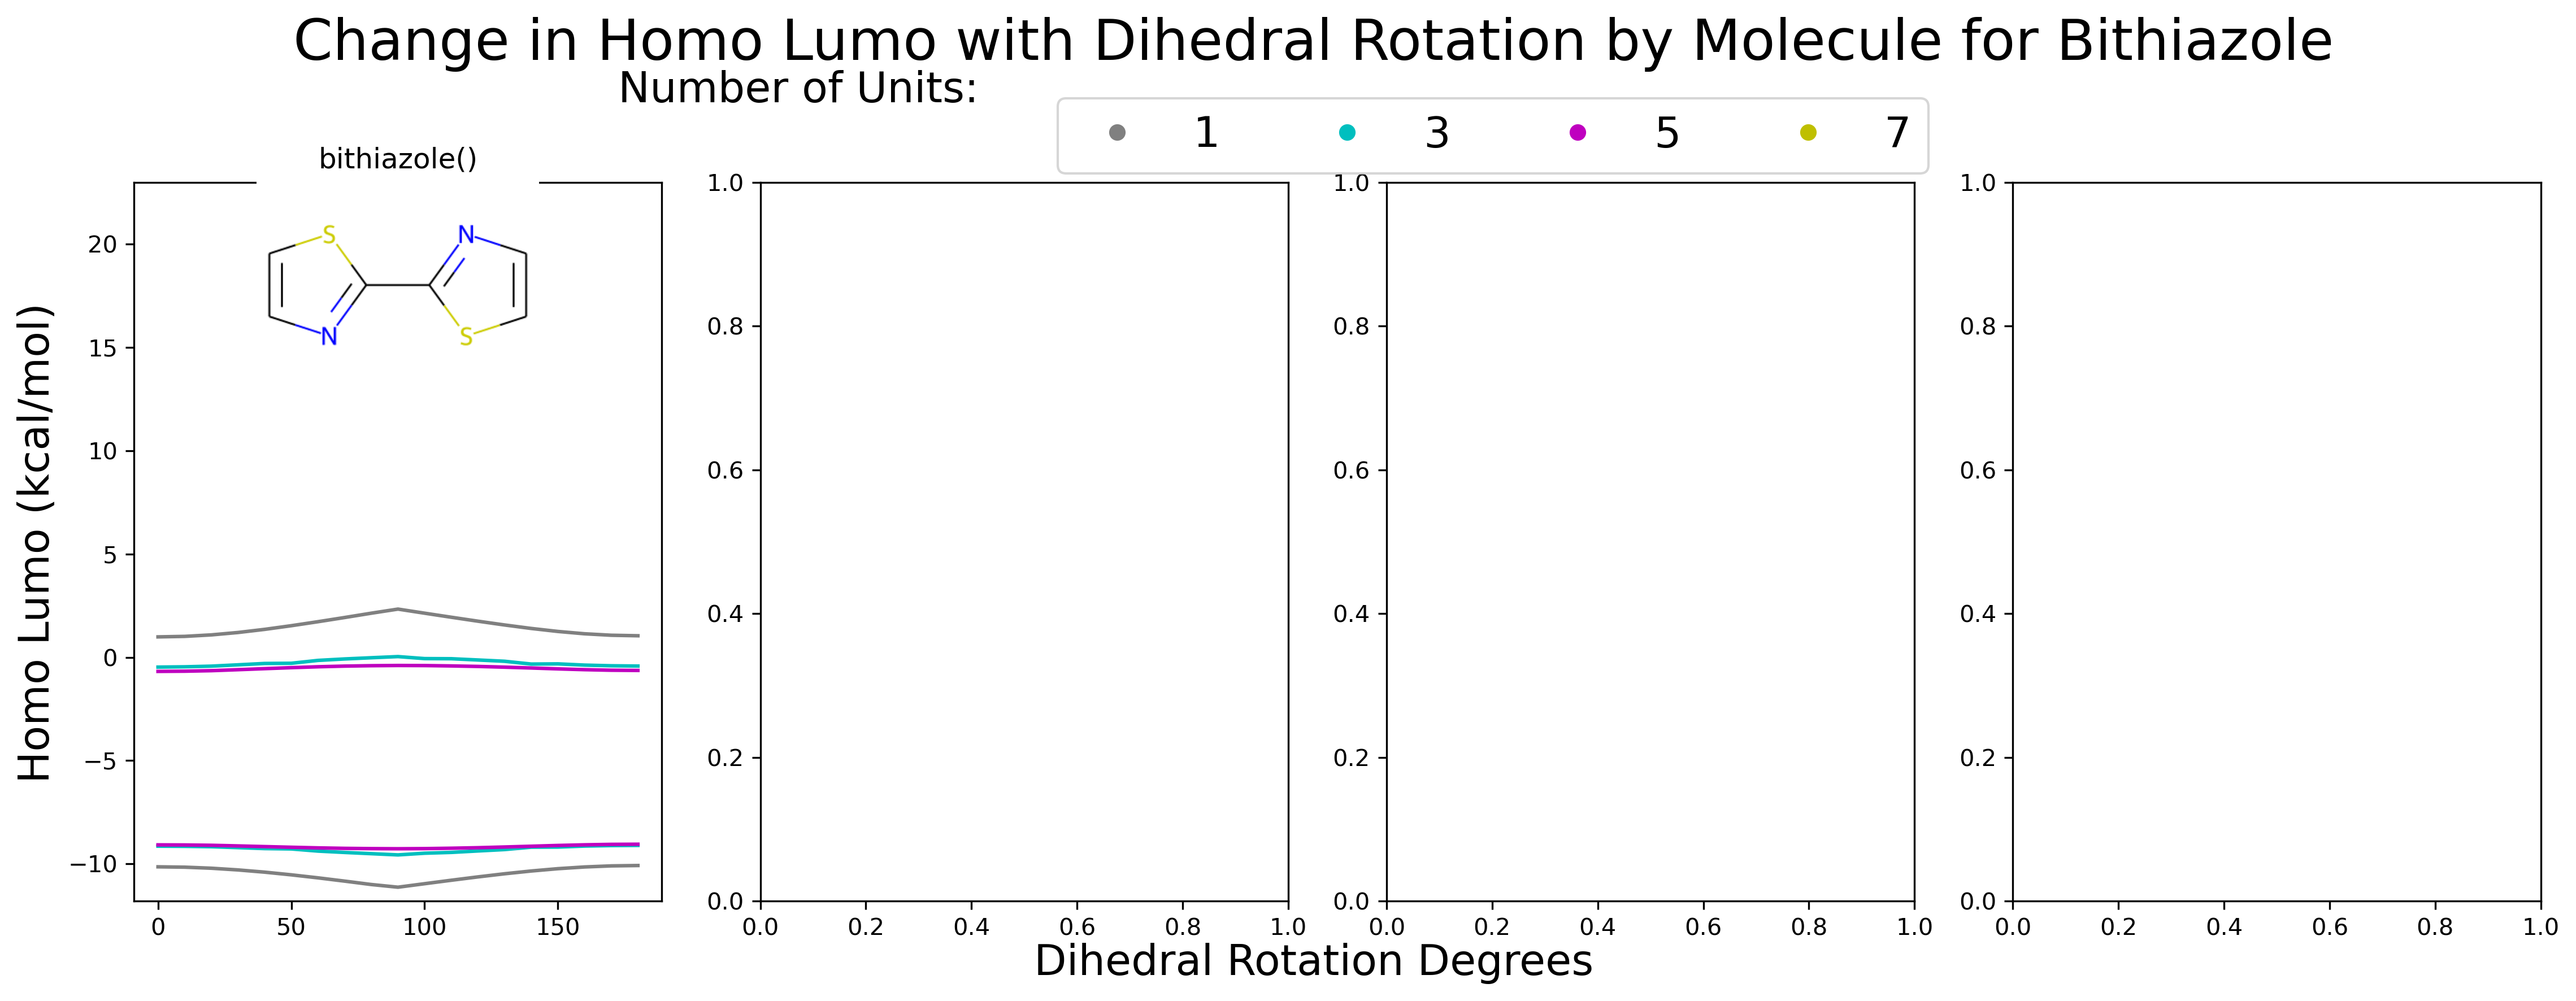 Change in Homo Lumo with Dihedral Rotation by Molecule for Bithiazole
Number of Units:
1 3 5 7
bithiazole()
S N
N S
Homo Lumo (kcal/mol)
20
15
10
5
0
−5
−10
0 50 100 150
1.0
0.8
0.6
0.4
0.2
0.0
0.0 0.2 0.4 0.6 0.8 1.0
1.0
0.8
0.6
0.4
0.2
0.0
0.0 0.2 0.4 0.6 0.8 1.0
1.0
0.8
0.6
0.4
0.2
0.0
0.0 0.2 0.4 0.6 0.8 1.0
Dihedral Rotation Degrees